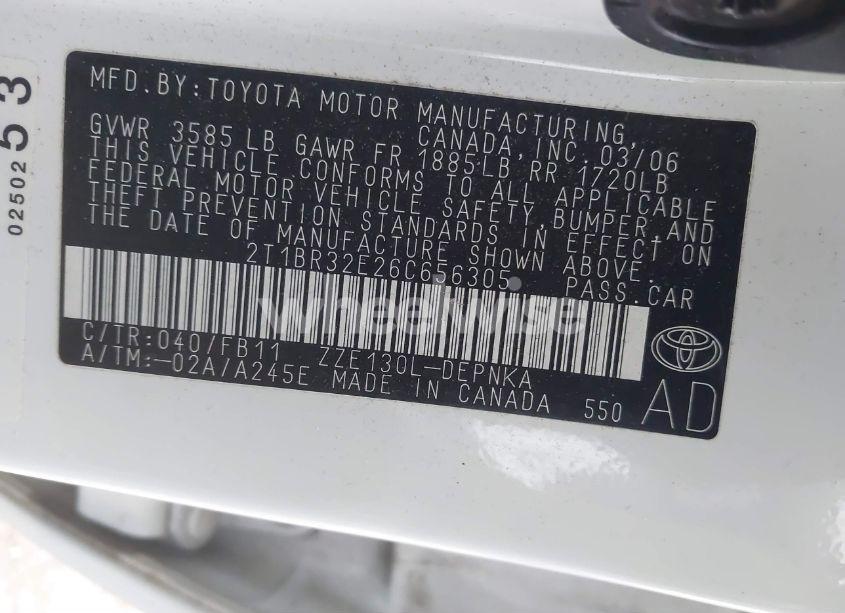 MFD.BY:TOYOTA MOTOR MANUFACTURING,
CANADA, INC. 03/06
GVWR 3585 LB GAWR FR 1885LB RR 1720LB
THIS VEHICLE CONFORMS TO ALL APPLICABLE
FEDERAL MOTOR VEHICLE SAFETY,BUMPER,AND
THEFT PREVENTION STANDARDS IN EFFECT ON
THE DATE OF MANUFACTURE SHOWN ABOVE.
2T1BR32E26C656305 PASS.CAR
wheelwise
C/TR:040/FB11 ZZE130L-DEPNKA
A/TM:-02A/A245E MADE IN CANADA 550
AD
02502 53